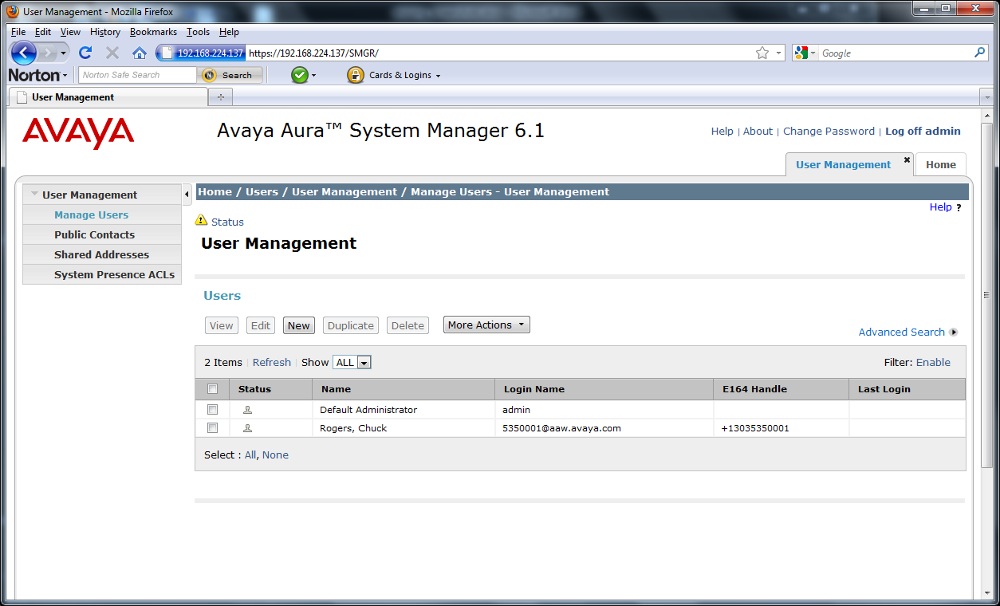 User Management - Mozilla Firefox
File Edit View History Bookmarks Tools Help
192.168.224.137 https://192.168.224.137/SMGR/ Google
Norton Norton Safe Search Search Cards & Logins
User Management
AVAYA Avaya Aura™ System Manager 6.1 Help | About | Change Password | Log off admin
User Management Home
User Management
Manage Users
Public Contacts
Shared Addresses
System Presence ACLs
Home / Users / User Management / Manage Users - User Management
Help ?
Status
User Management
Users
View Edit New Duplicate Delete More Actions
Advanced Search
2 Items | Refresh | Show ALL Filter: Enable
Status Name Login Name E164 Handle Last Login
Default Administrator admin
Rogers, Chuck 5350001@aaw.avaya.com +13035350001
Select : All, None